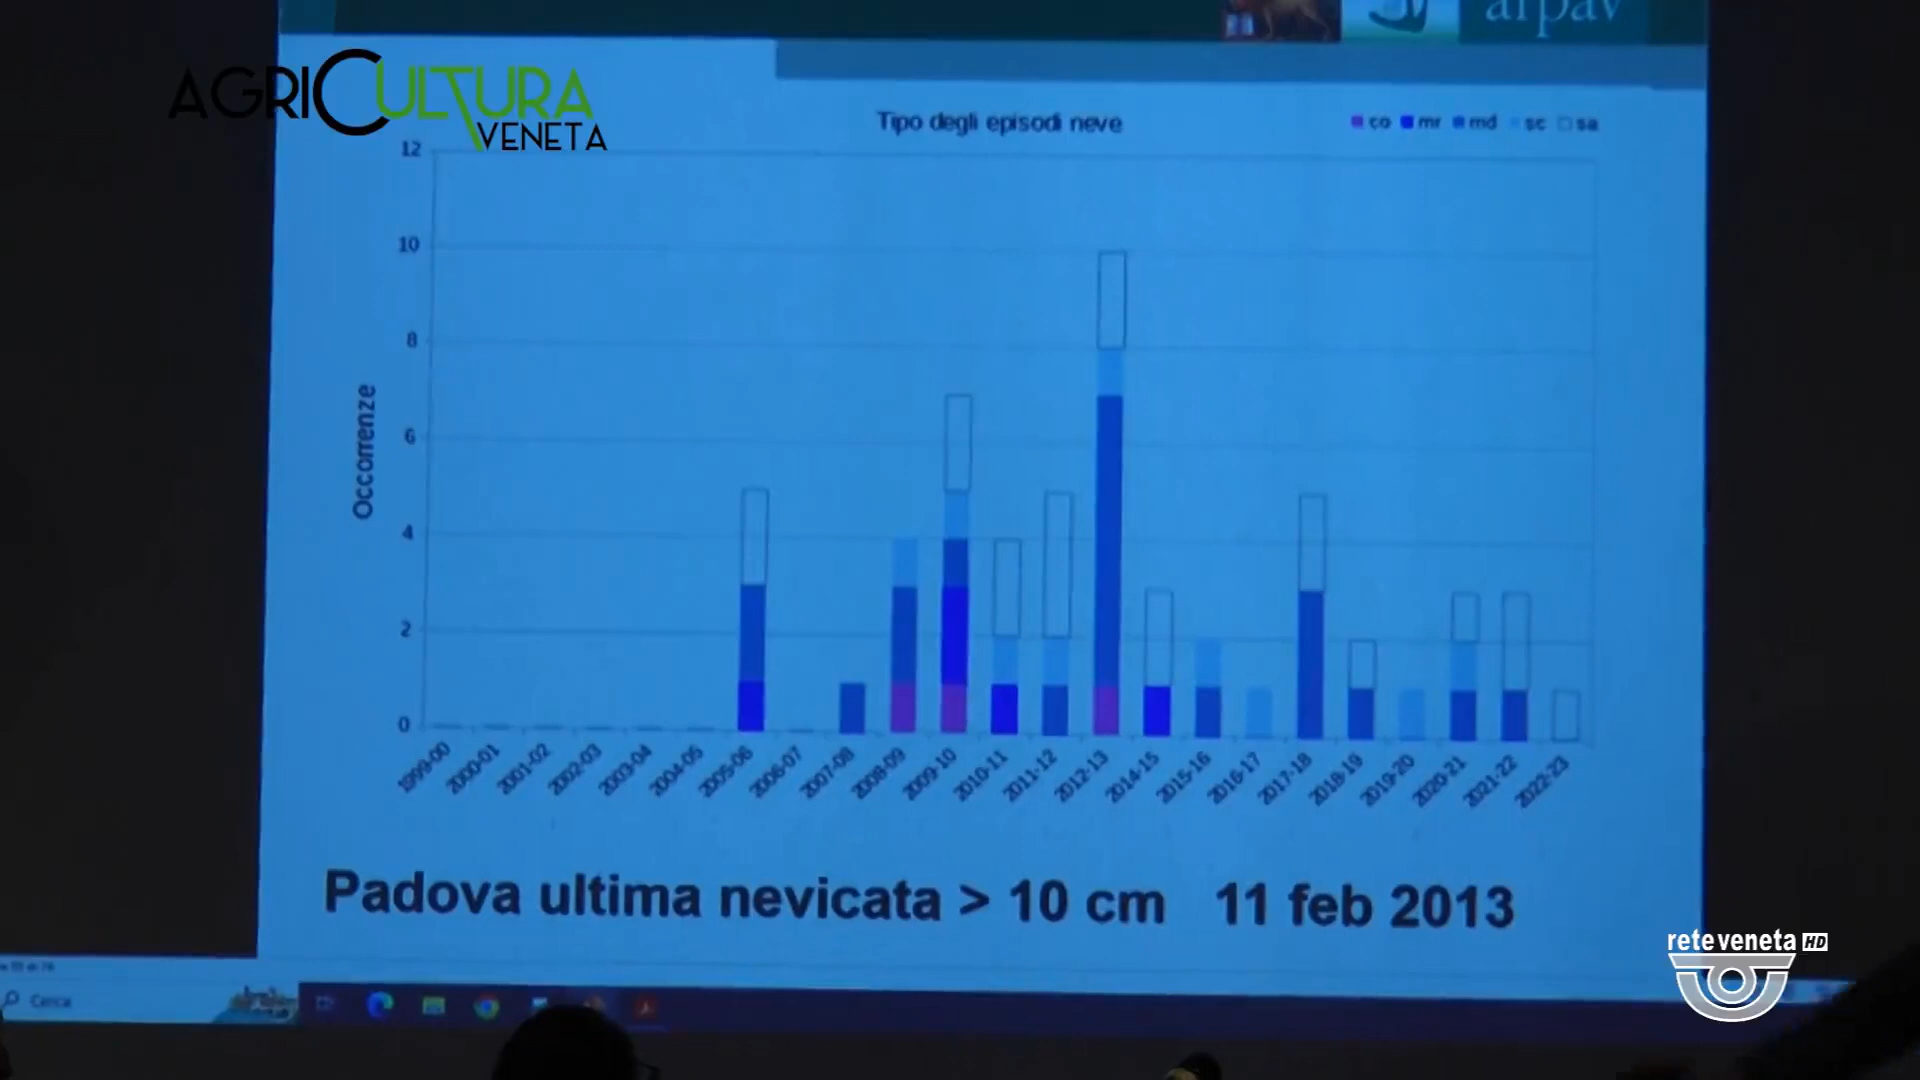 arpav
AGRICULTURA
VENETA
Tipo degli episodi neve
co mr md sc sa
12
10
8
6
4
2
0
Occorrenze
1999-00 2000-01 2001-02 2002-03 2003-04 2004-05 2005-06 2006-07 2007-08 2008-09 2009-10 2010-11 2011-12 2012-13 2014-15 2015-16 2016-17 2017-18 2018-19 2019-20 2020-21 2021-22 2022-23
Padova ultima nevicata > 10 cm 11 feb 2013
reteveneta HD
Cerca